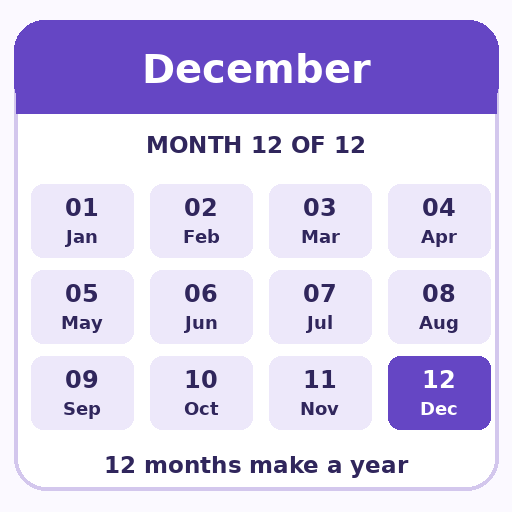 December
MONTH 12 OF 12
01 02 03 04
Jan Feb Mar Apr
05 06 07 08
May Jun Jul Aug
09 10 11 12
Sep Oct Nov Dec
12 months make a year